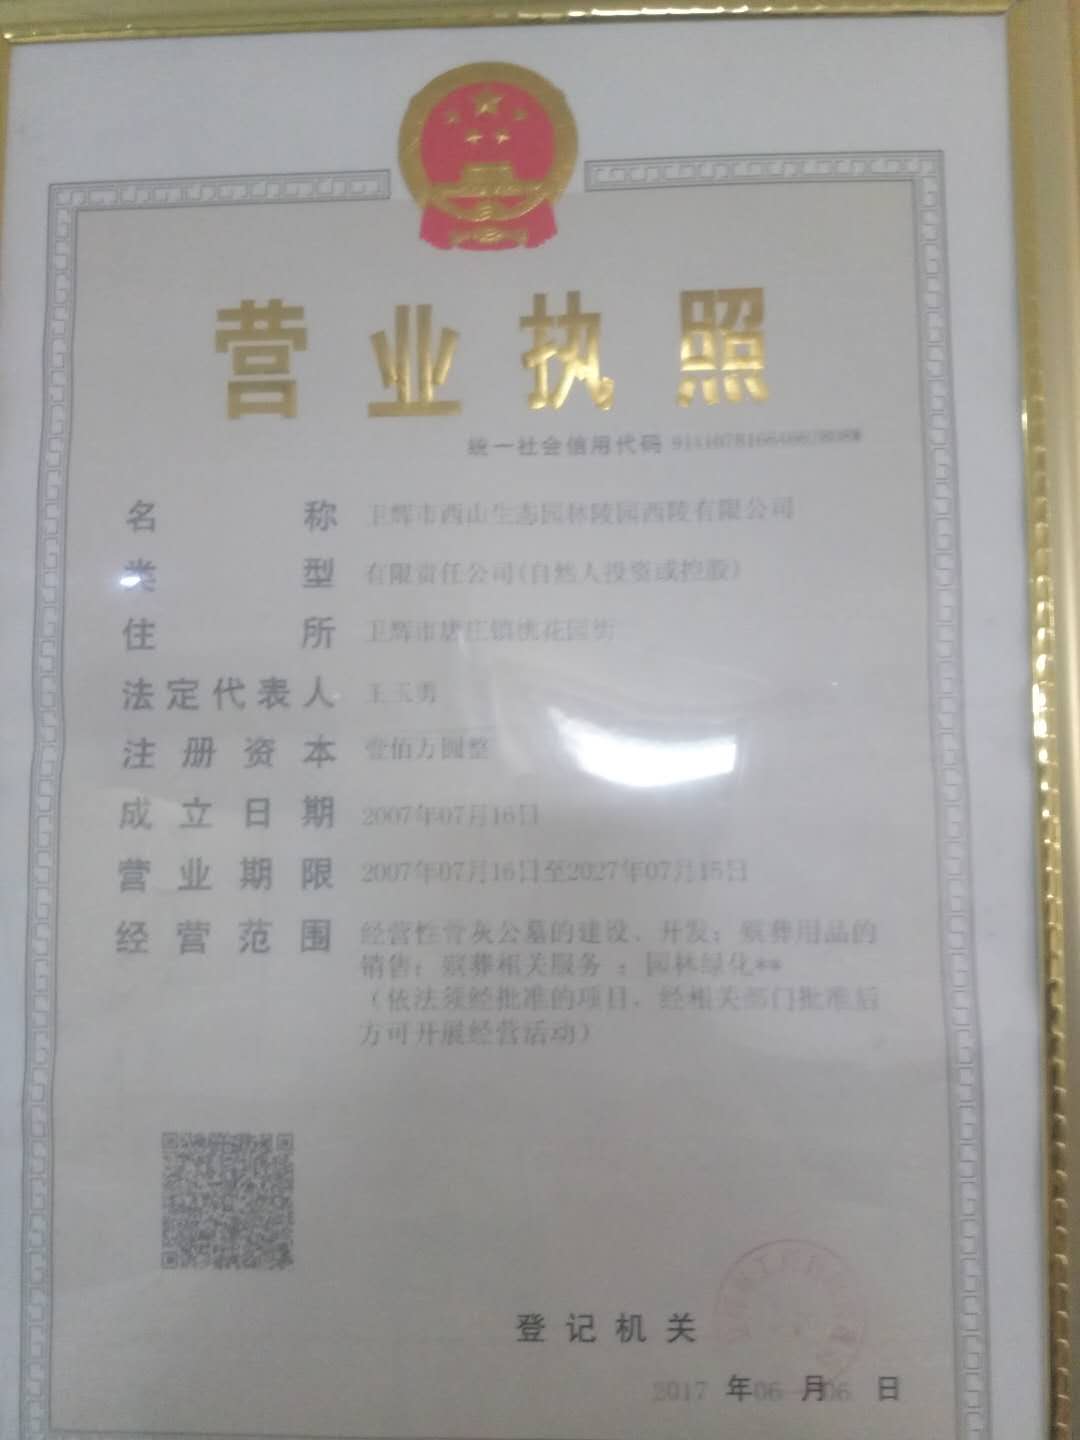 营业执照
统一社会信用代码
名称 卫辉市西山生态园林陵园西陵有限公司
类型 有限责任公司(自然人投资或控股)
住所 卫辉市唐庄镇桃花园街
法定代表人 王玉勇
注册资本 壹佰万圆整
成立日期 2007年07月16日
营业期限 2007年07月16日至2027年07月15日
经营范围 经营性骨灰公墓的建设、开发；殡葬用品的
销售；殡葬相关服务；园林绿化**
（依法须经批准的项目，经相关部门批准后
方可开展经营活动）
登记机关
2017 年 06 月 06 日